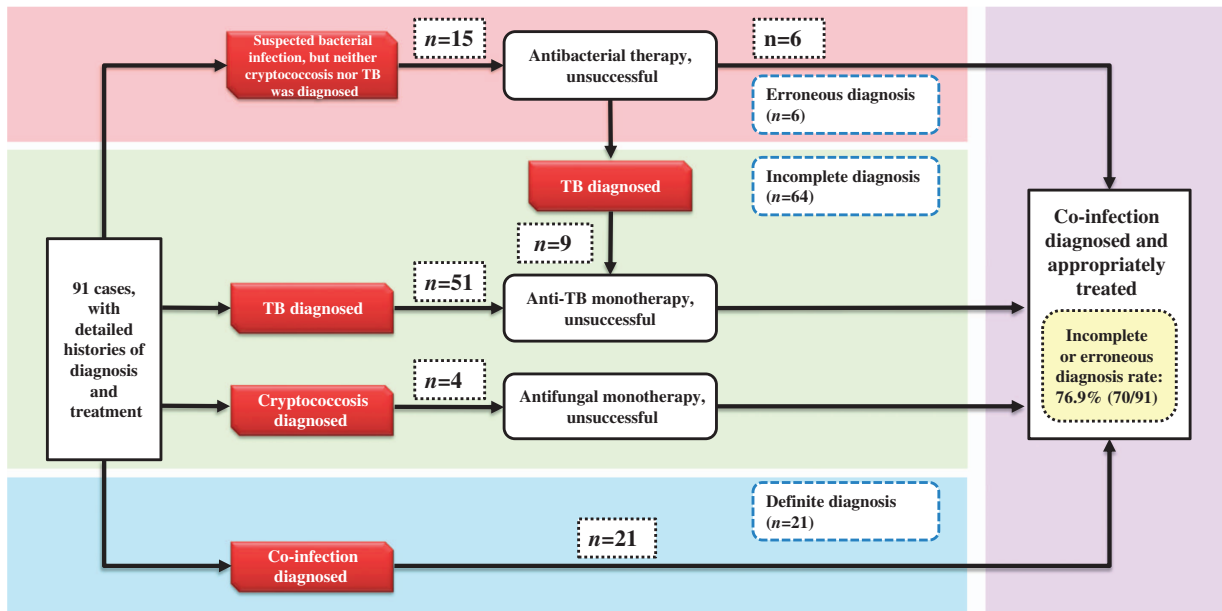 Suspected bacterial
infection, but neither
cryptococcosis nor TB
was diagnosed
n=15
Antibacterial therapy,
unsuccessful
n=6
Erroneous diagnosis
(n=6)
TB diagnosed
Incomplete diagnosis
(n=64)
n=9
91 cases,
with
detailed
histories of
diagnosis
and
treatment
TB diagnosed
n=51
Anti-TB monotherapy,
unsuccessful
Cryptococcosis
diagnosed
n=4
Antifungal monotherapy,
unsuccessful
Co-infection
diagnosed and
appropriately
treated
Incomplete
or erroneous
diagnosis rate:
76.9% (70/91)
Definite diagnosis
(n=21)
Co-infection
diagnosed
n=21